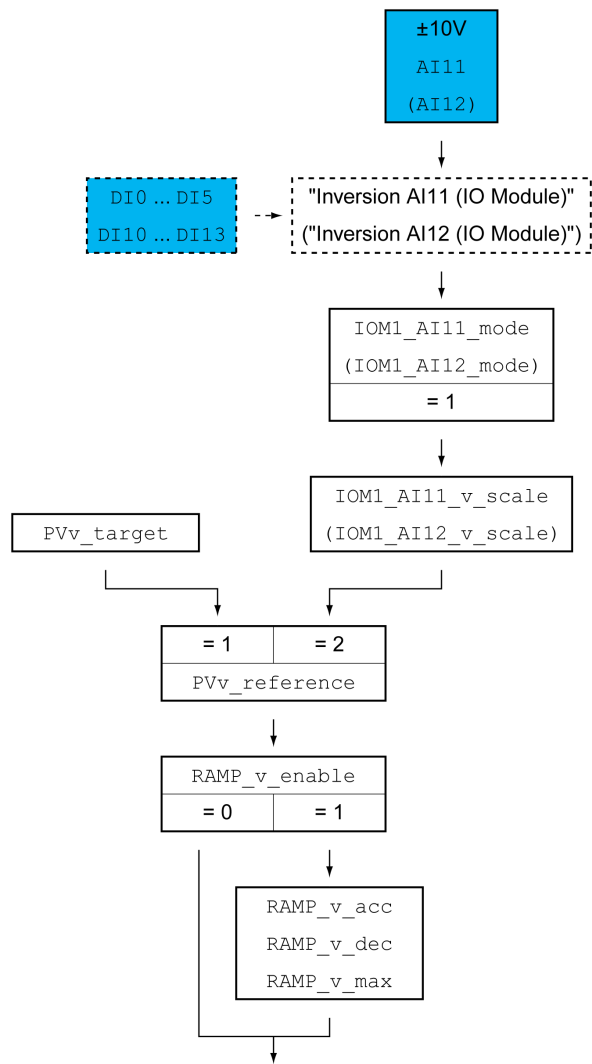 ±10V
AI11
(AI12)
DI0 ... DI5
DI10 ... DI13
"Inversion AI11 (IO Module)"
("Inversion AI12 (IO Module)")
IOM1_AI11_mode
(IOM1_AI12_mode)
= 1
IOM1_AI11_v_scale
(IOM1_AI12_v_scale)
PVv_target
= 1 = 2
PVv_reference
RAMP_v_enable
= 0 = 1
RAMP_v_acc
RAMP_v_dec
RAMP_v_max